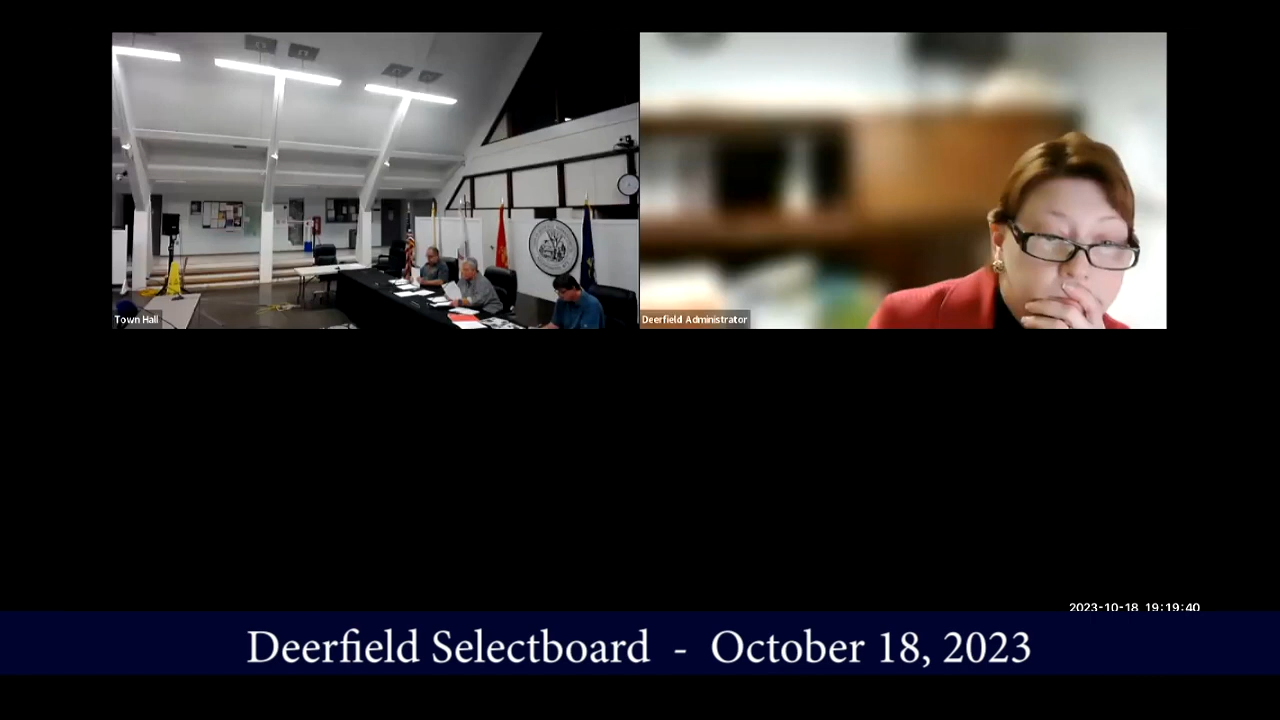 Town Hall
Deerfield Administrator
2023-10-18 19:19:40
Deerfield Selectboard - October 18, 2023